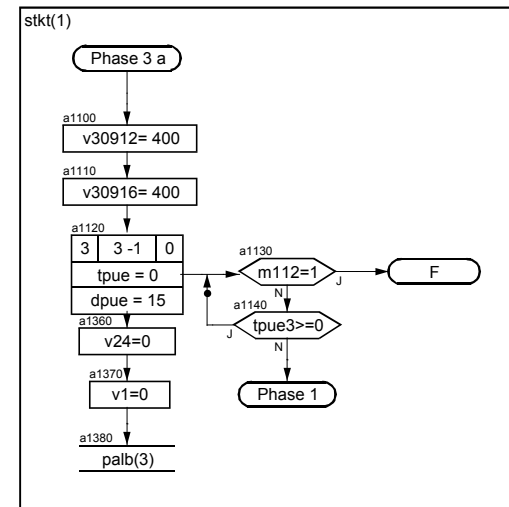 stkt(1)
Phase 3 a
a1100
v30912= 400
a1110
v30916= 400
a1120
3 3 -1 0
tpue = 0
dpue = 15
a1130
m112=1
J
F
N
a1140
tpue3>=0
J
N
Phase 1
a1360
v24=0
a1370
v1=0
a1380
palb(3)